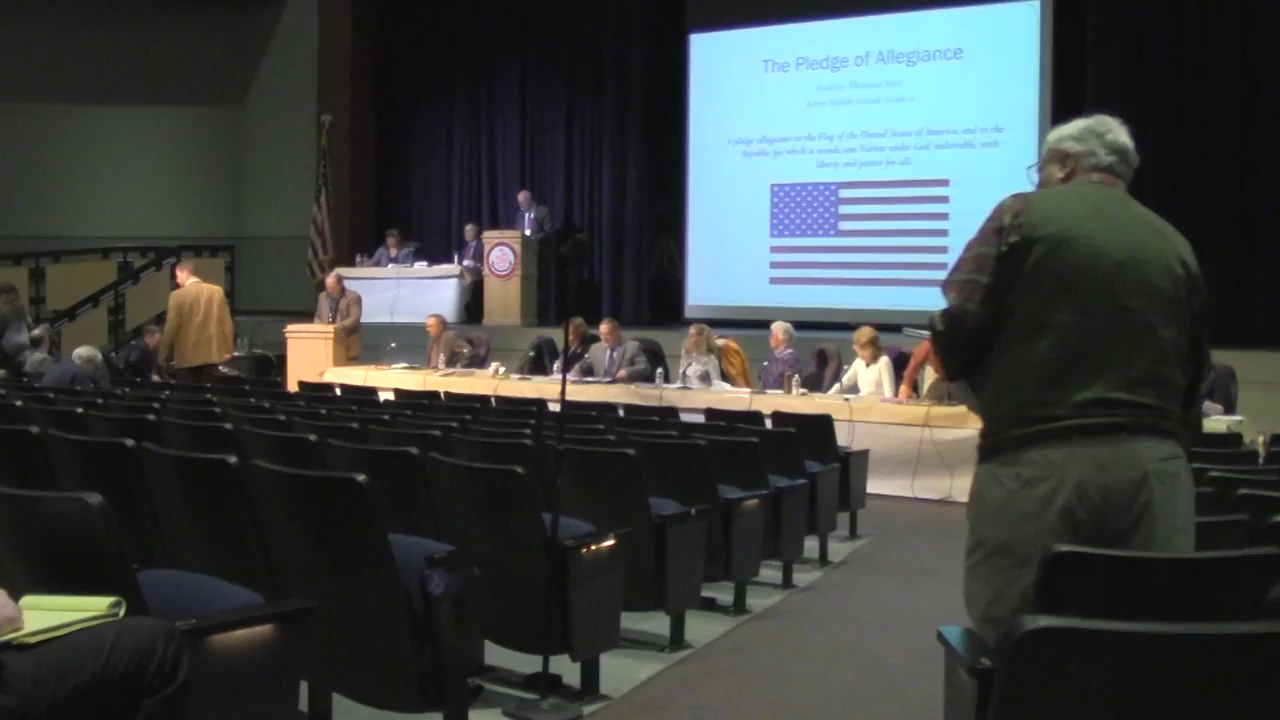 The Pledge of Allegiance
I pledge allegiance to the Flag of the United States of America, and to the
Republic for which it stands, one Nation under God, indivisible, with
liberty and justice for all.